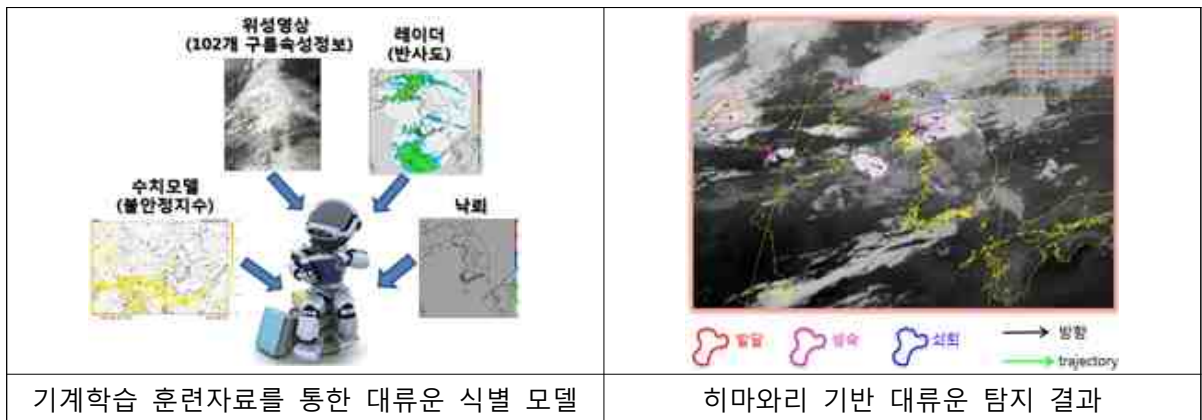 위성영상
(102개 구름속성정보)
레이더
(반사도)
수치모델
(불안정지수)
낙뢰
발달
성숙
쇠퇴
방향
trajectory
기계학습 훈련자료를 통한 대류운 식별 모델
히마와리 기반 대류운 탐지 결과